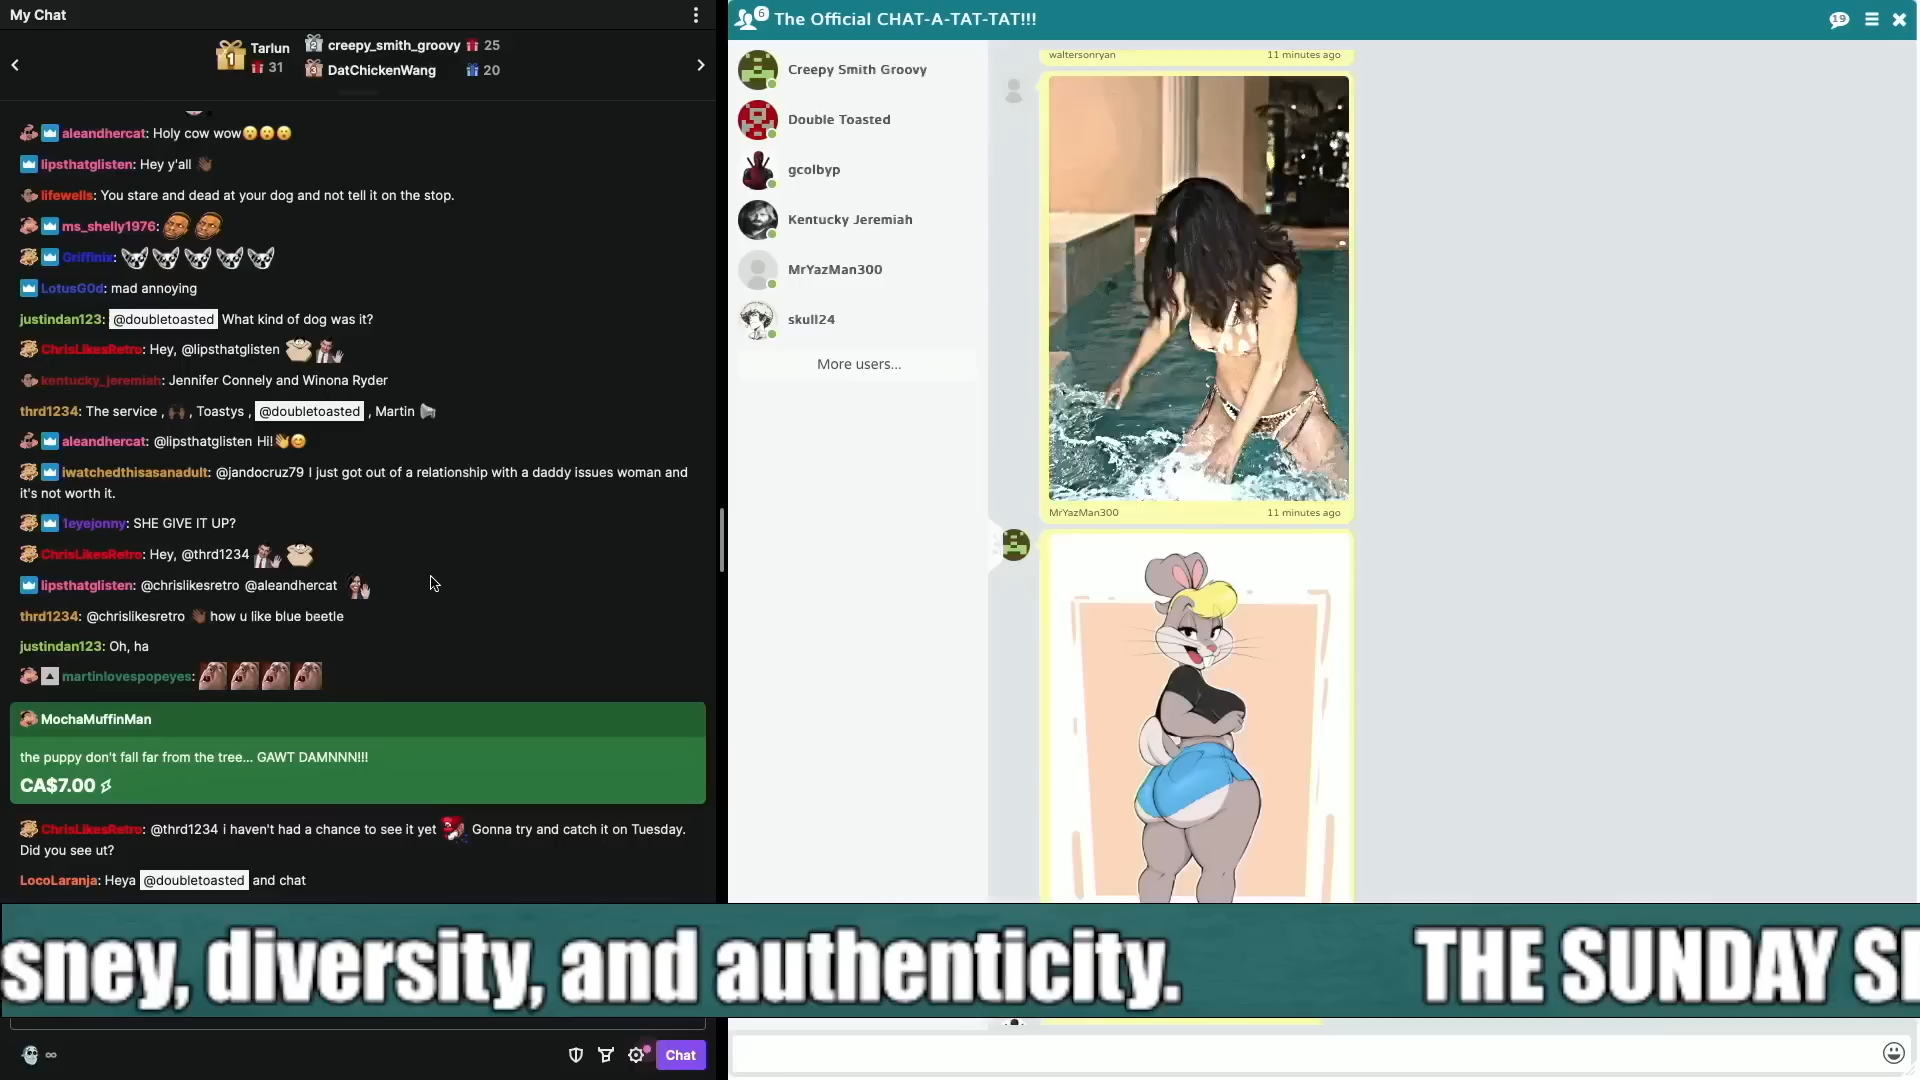 My Chat
Tarlun
31
1
2
creepy_smith_groovy 25
3
DatChickenWang 20
aleandhercat: Holy cow wow😮😮😮
lipsthatglisten: Hey y'all 👋🏾
lifewells: You stare and dead at your dog and not tell it on the stop.
ms_shelly1976:
Griffinix:
LotusG0d: mad annoying
justindan123: @doubletoasted What kind of dog was it?
ChrisLikesRetro: Hey, @lipsthatglisten
kentucky_jeremiah: Jennifer Connely and Winona Ryder
thrd1234: The service , , Toastys , @doubletoasted , Martin
aleandhercat: @lipsthatglisten Hi!👋😊
iwatchedthisasanadult: @jandocruz79 I just got out of a relationship with a daddy issues woman and
it's not worth it.
1eyejonny: SHE GIVE IT UP?
ChrisLikesRetro: Hey, @thrd1234
lipsthatglisten: @chrislikesretro @aleandhercat
thrd1234: @chrislikesretro 👋🏾 how u like blue beetle
justindan123: Oh, ha
martinlovespopeyes:
MochaMuffinMan
the puppy don't fall far from the tree... GAWT DAMNNN!!!
CA$7.00
ChrisLikesRetro: @thrd1234 i haven't had a chance to see it yet Gonna try and catch it on Tuesday.
Did you see ut?
LocoLaranja: Heya @doubletoasted and chat
∞
Chat
6
The Official CHAT-A-TAT-TAT!!!
19
Creepy Smith Groovy
Double Toasted
gcolbyp
Kentucky Jeremiah
MrYazMan300
skull24
More users...
waltersonryan 11 minutes ago
MrYazMan300 11 minutes ago
sney, diversity, and authenticity. THE SUNDAY S